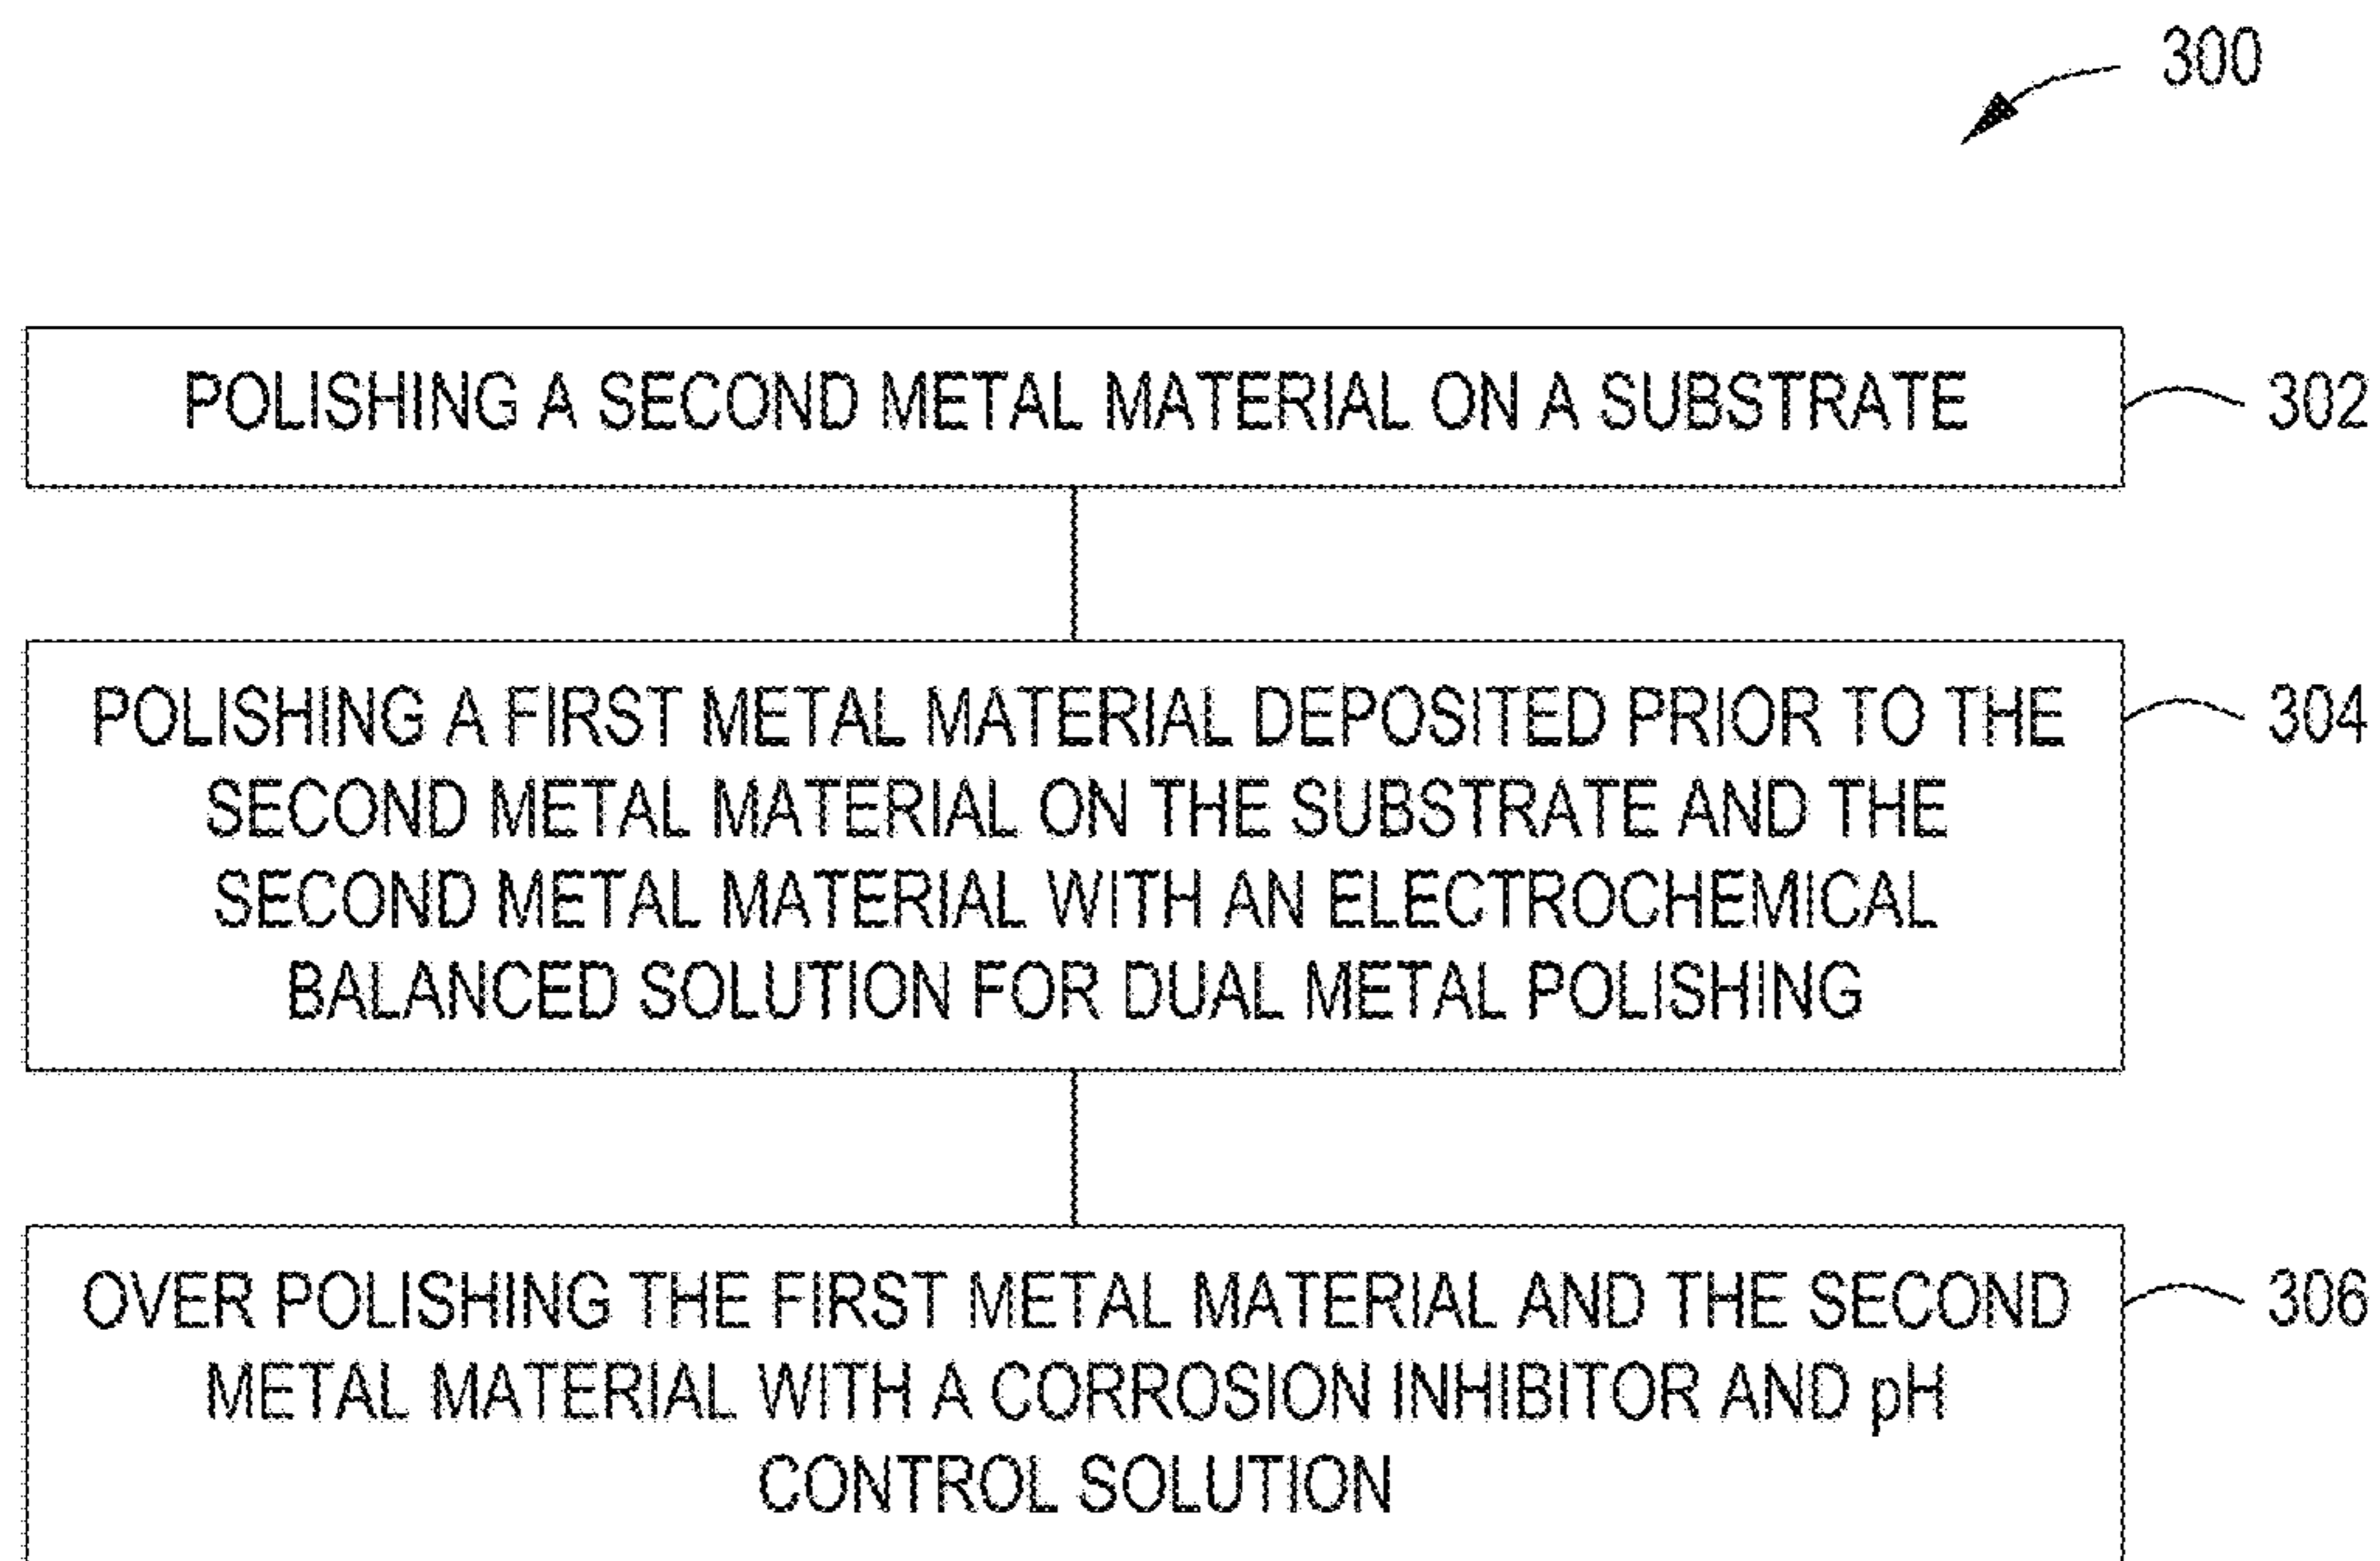 300
POLISHING A SECOND METAL MATERIAL ON A SUBSTRATE
302
POLISHING A FIRST METAL MATERIAL DEPOSITED PRIOR TO THE
SECOND METAL MATERIAL ON THE SUBSTRATE AND THE
SECOND METAL MATERIAL WITH AN ELECTROCHEMICAL
BALANCED SOLUTION FOR DUAL METAL POLISHING
304
OVER POLISHING THE FIRST METAL MATERIAL AND THE SECOND
METAL MATERIAL WITH A CORROSION INHIBITOR AND pH
CONTROL SOLUTION
306